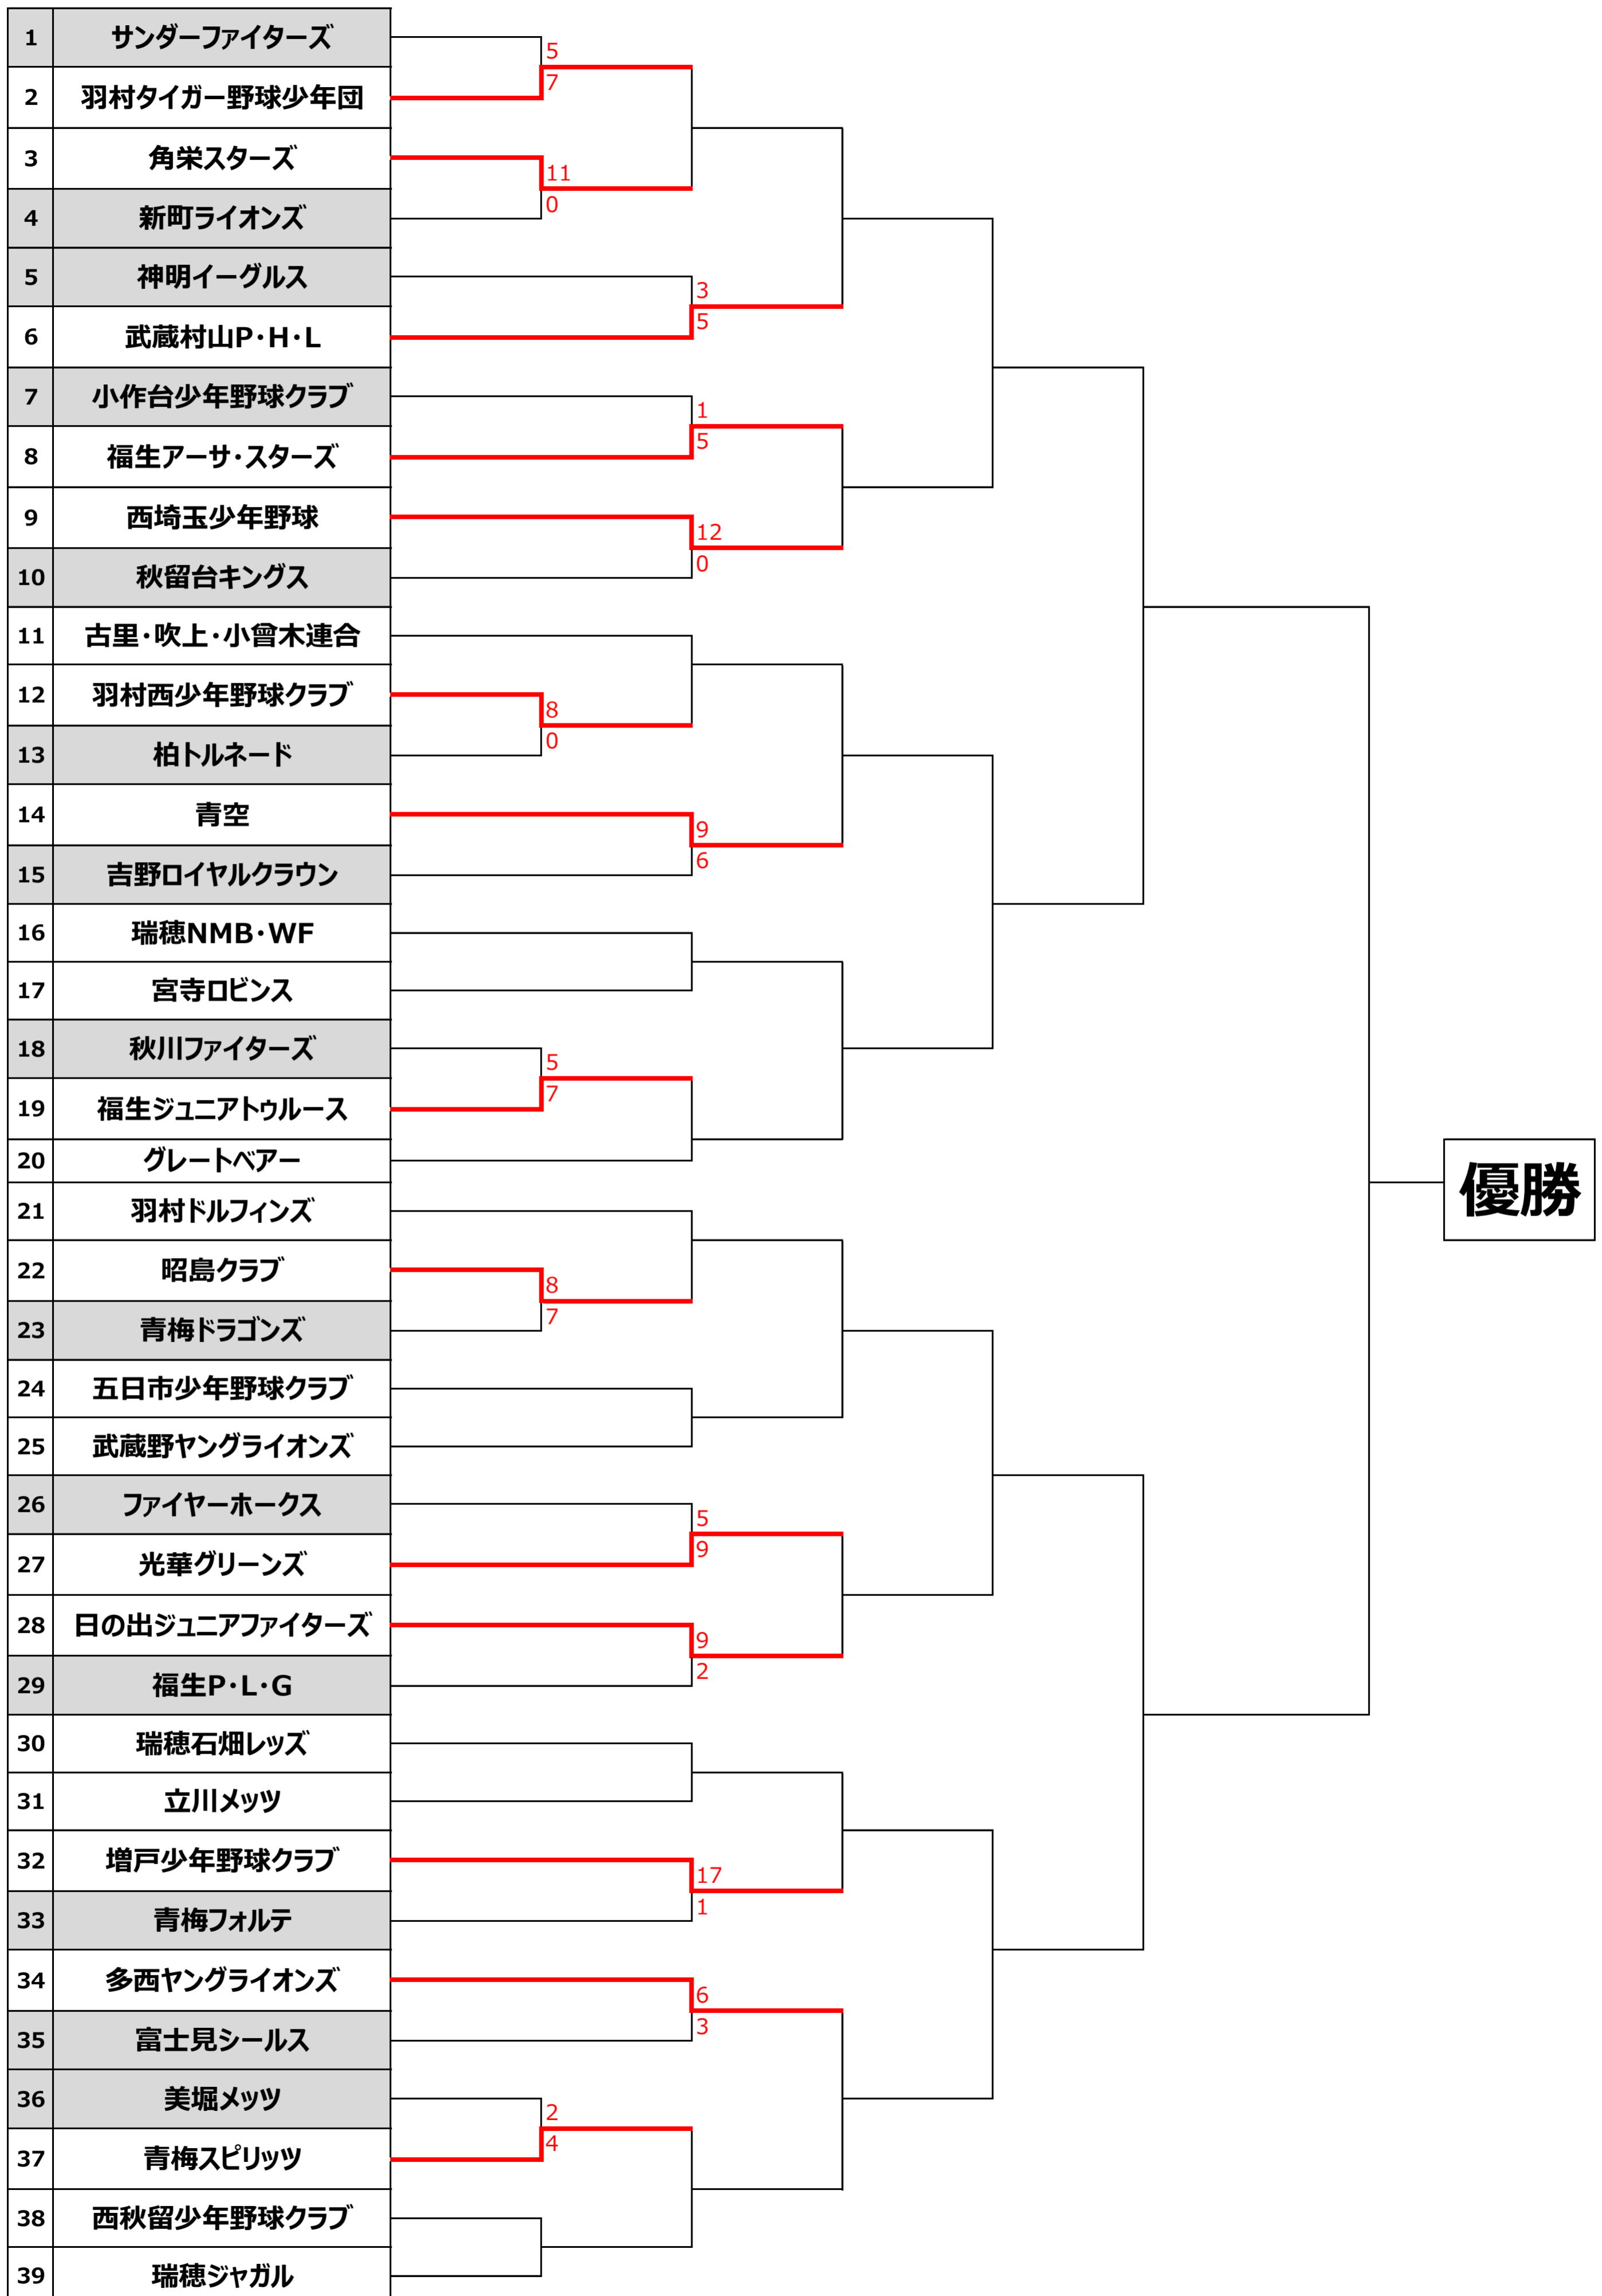 1 サンダーファイターズ
5
2 羽村タイガー野球少年団
7
3 角栄スターズ
11
4 新町ライオンズ
0
5 神明イーグルス
3
6 武蔵村山P･H･L
5
7 小作台少年野球クラブ
1
8 福生アーサ･スターズ
5
9 西埼玉少年野球
12
10 秋留台キングス
0
11 古里･吹上･小曾木連合
12 羽村西少年野球クラブ
8
13 柏トルネード
0
14 青空
9
15 吉野ロイヤルクラウン
6
16 瑞穂NMB･WF
17 宮寺ロビンス
18 秋川ファイターズ
5
19 福生ジュニアトゥルース
7
20 グレートベアー
優勝
21 羽村ドルフィンズ
22 昭島クラブ
8
23 青梅ドラゴンズ
7
24 五日市少年野球クラブ
25 武蔵野ヤングライオンズ
26 ファイヤーホークス
5
27 光華グリーンズ
9
28 日の出ジュニアファイターズ
9
29 福生P･L･G
2
30 瑞穂石畑レッズ
31 立川メッツ
32 増戸少年野球クラブ
17
33 青梅フォルテ
1
34 多西ヤングライオンズ
6
35 富士見シールス
3
36 美堀メッツ
2
37 青梅スピリッツ
4
38 西秋留少年野球クラブ
39 瑞穂ジャガル